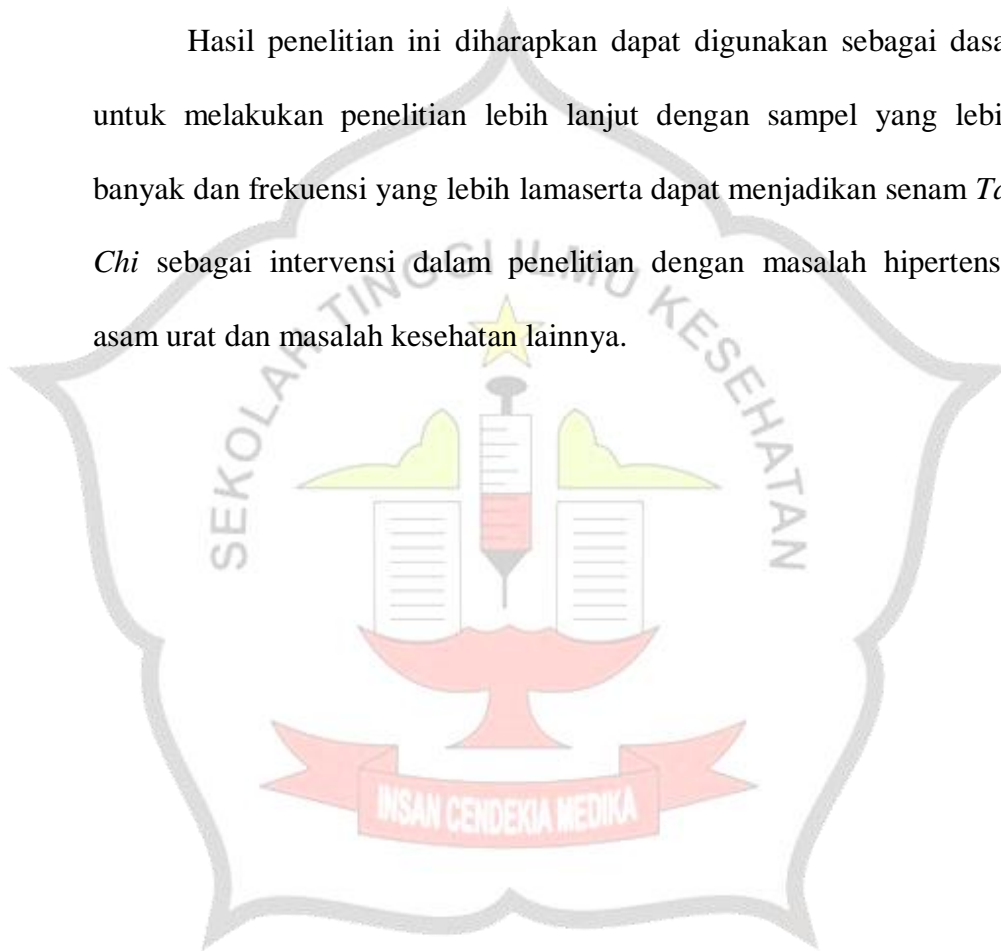 Hasil penelitian ini diharapkan dapat digunakan sebagai dasa
untuk melakukan penelitian lebih lanjut dengan sampel yang lebi
banyak dan frekuensi yang lebih lamaserta dapat menjadikan senam Ta
Chi sebagai intervensi dalam penelitian dengan masalah hipertens
asam urat dan masalah kesehatan lainnya.
SEKOLAH TINGGI ILMU KESEHATAN
INSAN CENDEKIA MEDIKA